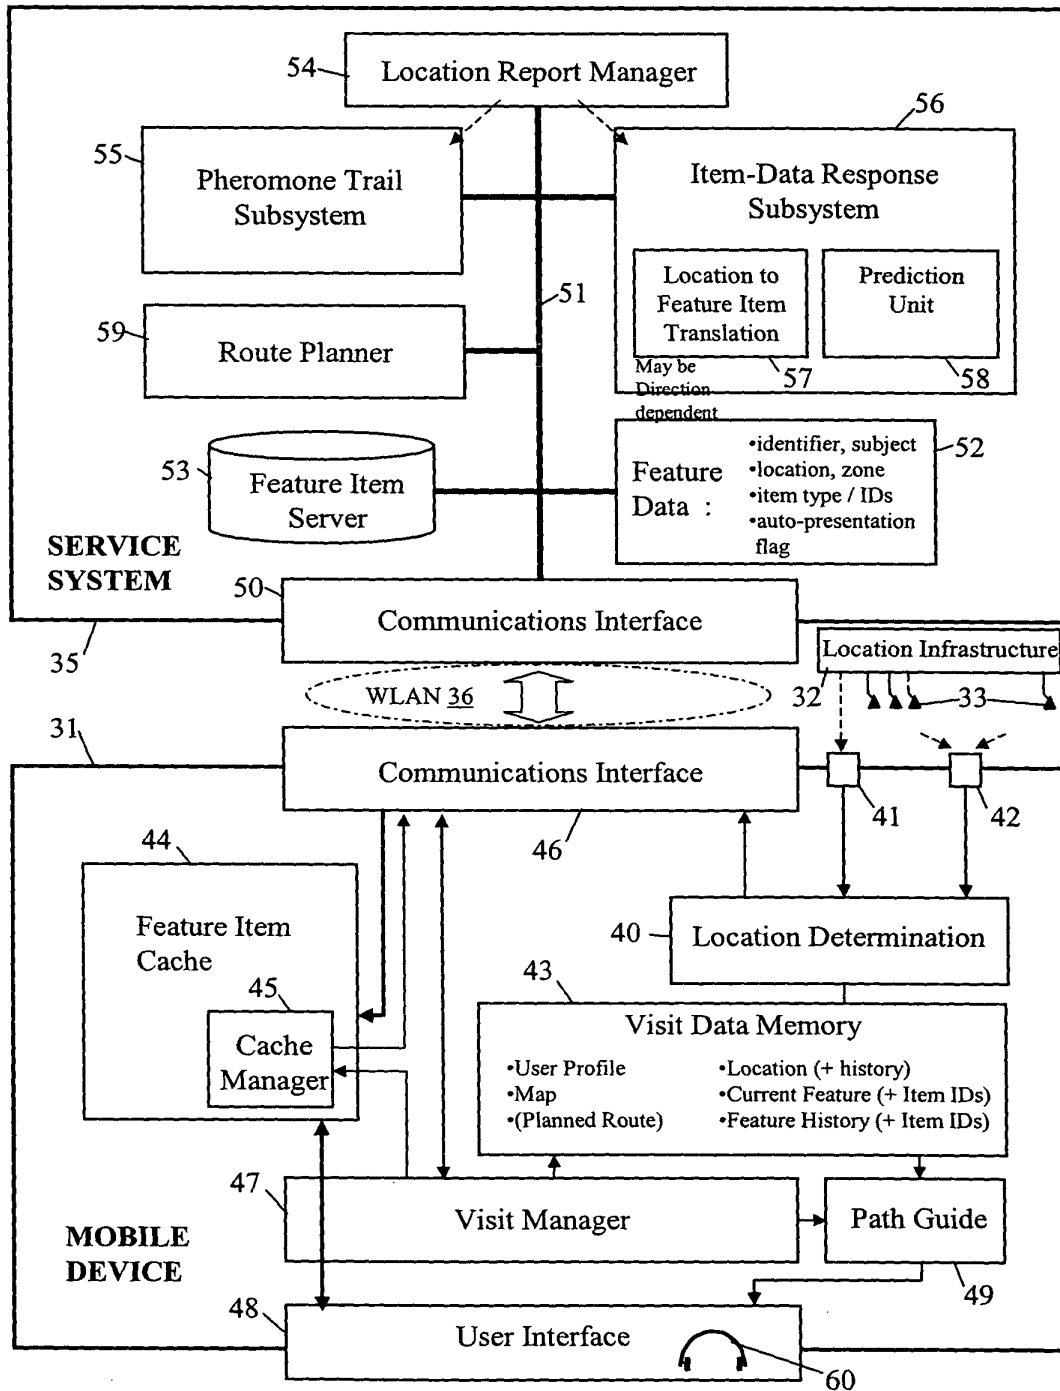 54
Location Report Manager
56
55
Pheromone Trail
Subsystem
Item-Data Response
Subsystem
Location to
Feature Item
Translation
Prediction
Unit
51
59
Route Planner
57
58
May be
Direction
dependent
53
Feature Item
Server
Feature
Data :
•identifier, subject
•location, zone
•item type / IDs
•auto-presentation
flag
52
SERVICE
SYSTEM
50
Communications Interface
35
Location Infrastructure
WLAN 36
32
33
31
Communications Interface
41
42
46
44
Feature Item
Cache
40
Location Determination
45
Cache
Manager
43
Visit Data Memory
•User Profile
•Map
•(Planned Route)
•Location (+ history)
•Current Feature (+ Item IDs)
•Feature History (+ Item IDs)
47
Visit Manager
Path Guide
MOBILE
DEVICE
49
48
User Interface
60